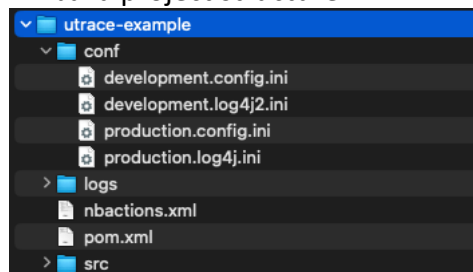 utrace-example
conf
development.config.ini
development.log4j2.ini
production.config.ini
production.log4j.ini
logs
nbactions.xml
pom.xml
src